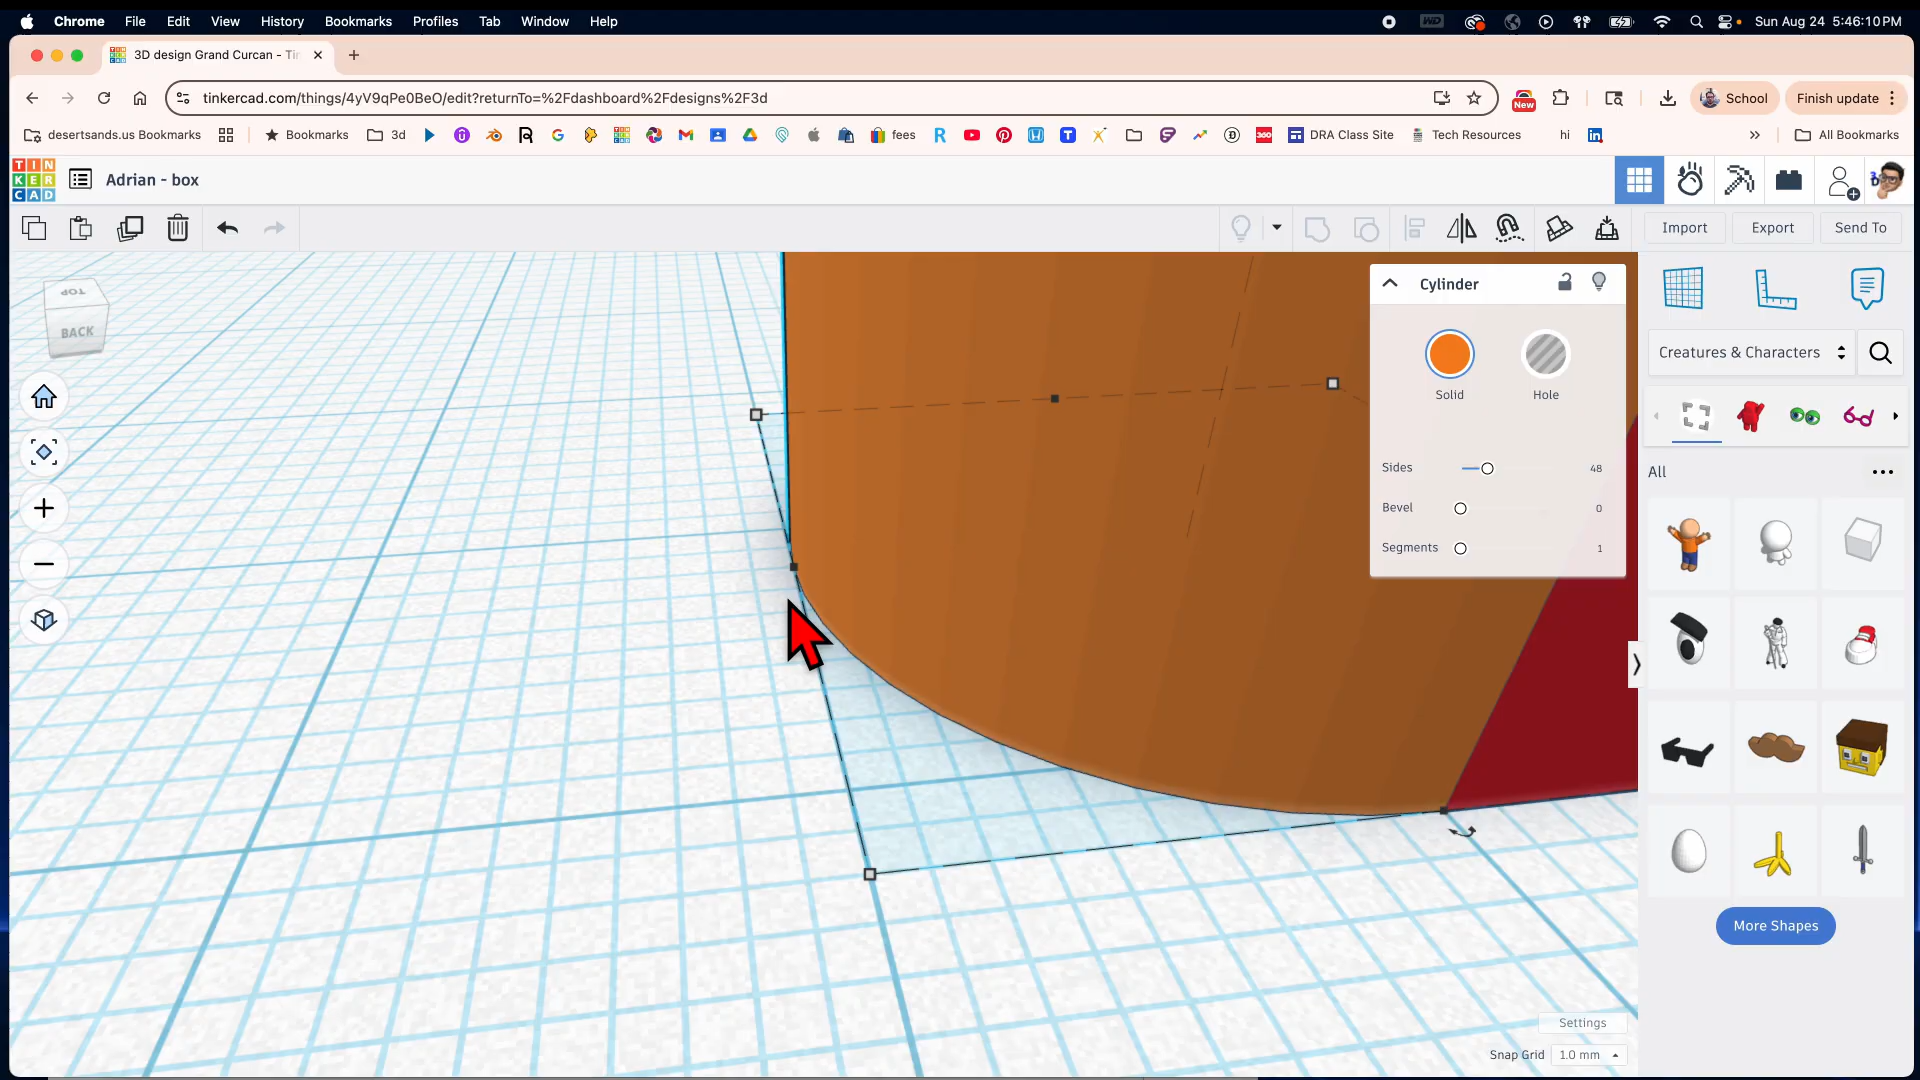 Chrome File Edit View History Bookmarks Profiles Tab Window Help
WD
Sun Aug 24 5:46:10 PM
3D design Grand Curcan - Tin
tinkercad.com/things/4yV9qPe0BeO/edit?returnTo=%2Fdashboard%2Fdesigns%2F3d
New
School
Finish update
desertsands.us Bookmarks
Bookmarks
3d
fees
DRA Class Site
Tech Resources
hi
All Bookmarks
TIN
KER
CAD
Adrian - box
Import
Export
Send To
TOP
BACK
Cylinder
Solid
Hole
Sides 48
Bevel 0
Segments 1
Creatures & Characters
All
More Shapes
Settings
Snap Grid 1.0 mm